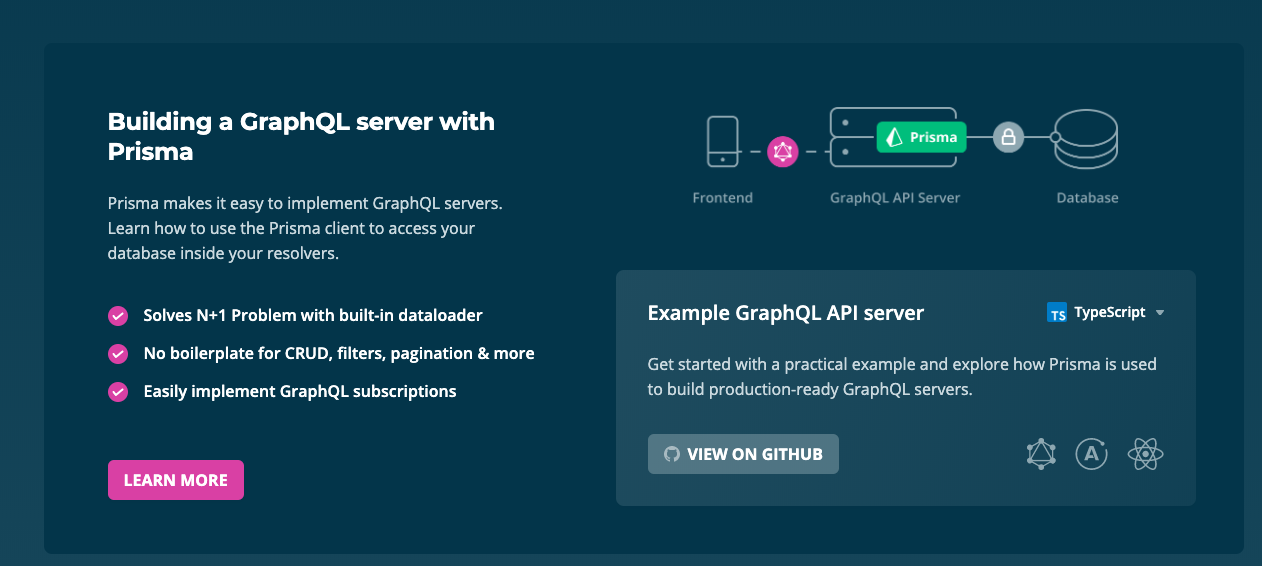 Building a GraphQL server with
Prisma
Prisma makes it easy to implement GraphQL servers.
Learn how to use the Prisma client to access your
database inside your resolvers.
Solves N+1 Problem with built-in dataloader
No boilerplate for CRUD, filters, pagination & more
Easily implement GraphQL subscriptions
LEARN MORE
Prisma
Frontend
GraphQL API Server
Database
Example GraphQL API server
TS TypeScript
Get started with a practical example and explore how Prisma is used
to build production-ready GraphQL servers.
VIEW ON GITHUB
A